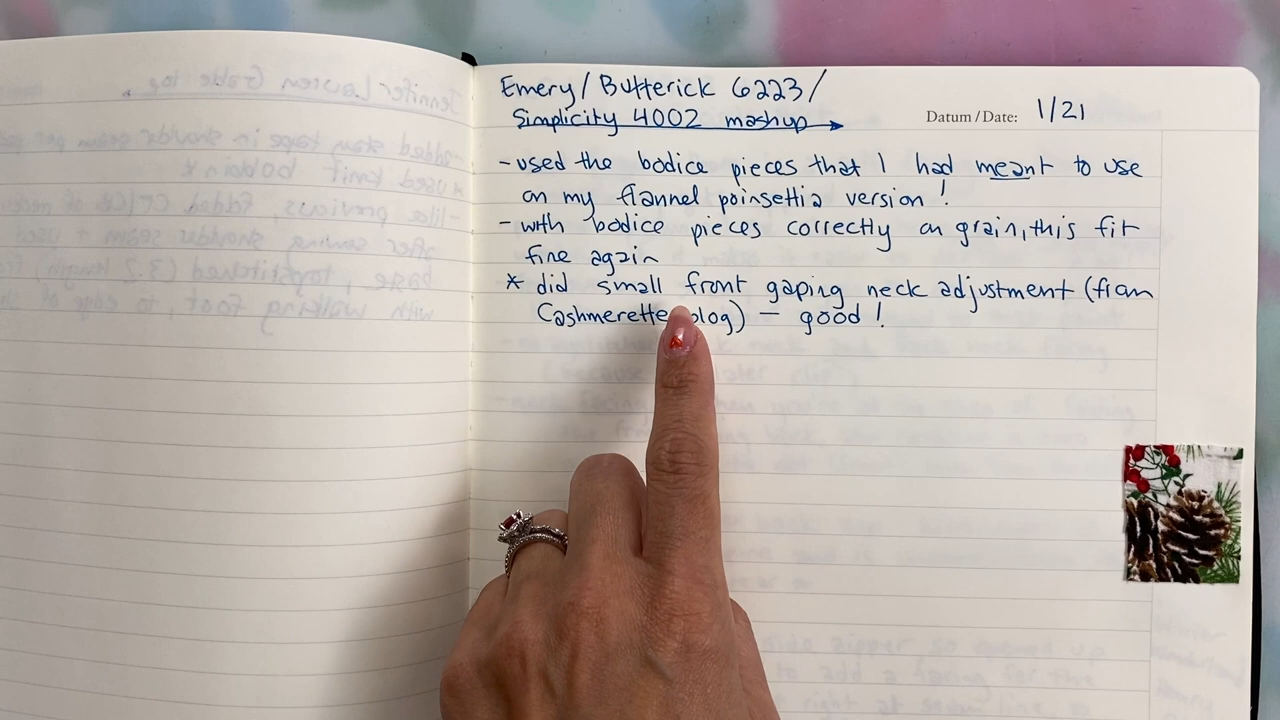 Emery/Butterick 6223/
Simplicity 4002 mashup
Datum/Date: 1/21
- used the bodice pieces that I had meant to use
on my flannel poinsettia version!
- with bodice pieces correctly on grain, this fit
fine again
* did small front gaping neck adjustment (from
Cashmerette blog) - good!